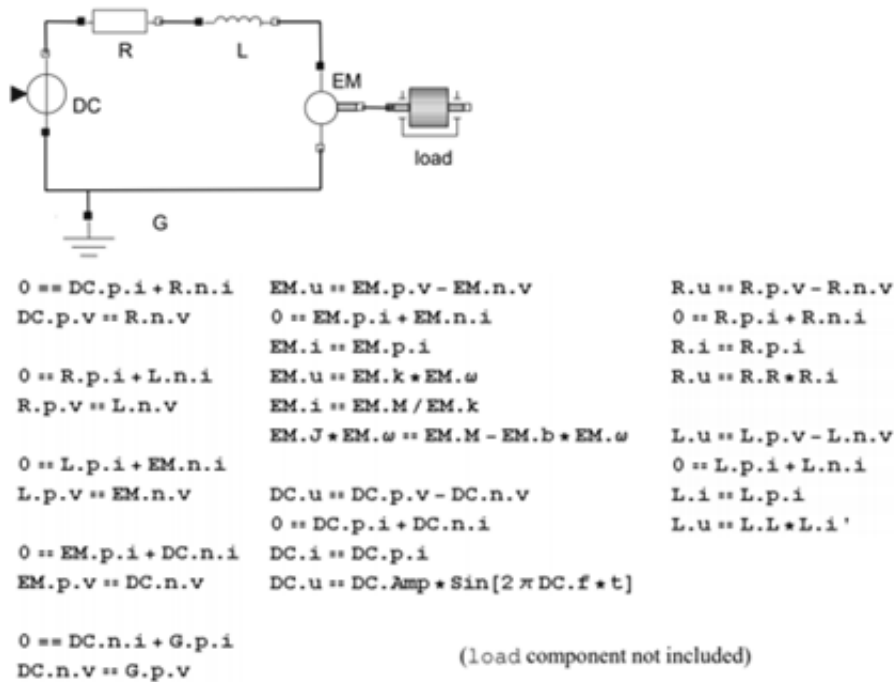 R
L
EM
DC
load
G
0 == DC.p.i + R.n.i
DC.p.v == R.n.v
0 == R.p.i + L.n.i
R.p.v == L.n.v
0 == L.p.i + EM.n.i
L.p.v == EM.n.v
0 == EM.p.i + DC.n.i
EM.p.v == DC.n.v
0 == DC.n.i + G.p.i
DC.n.v == G.p.v
EM.u == EM.p.v - EM.n.v
0 == EM.p.i + EM.n.i
EM.i == EM.p.i
EM.u == EM.k * EM.ω
EM.i == EM.M / EM.k
EM.J * EM.ω == EM.M - EM.b * EM.ω
DC.u == DC.p.v - DC.n.v
0 == DC.p.i + DC.n.i
DC.i == DC.p.i
DC.u == DC.Amp * Sin[2 π DC.f * t]
R.u == R.p.v - R.n.v
0 == R.p.i + R.n.i
R.i == R.p.i
R.u == R.R * R.i
L.u == L.p.v - L.n.v
0 == L.p.i + L.n.i
L.i == L.p.i
L.u == L.L * L.i '
(load component not included)